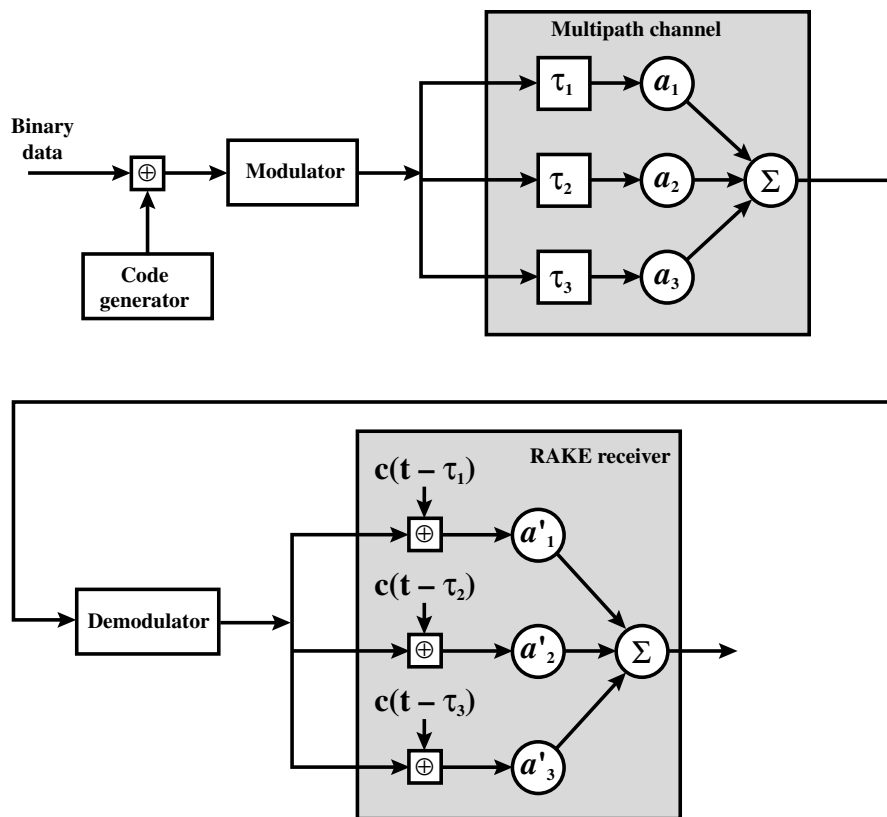 Multipath channel
τ1
a1
Binary
data
⊕
Modulator
τ2
a2
Σ
Code
generator
τ3
a3
RAKE receiver
c(t – τ1)
⊕
a'1
c(t – τ2)
Demodulator
⊕
a'2
Σ
c(t – τ3)
⊕
a'3